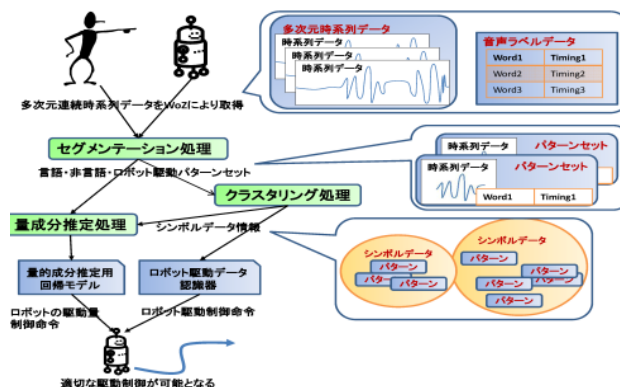 多次元時系列データ
時系列データ
時系列データ
時系列データ
音声ラベルデータ
Word1 Timing1
Word2 Timing2
Word3 Timing3
多次元連続時系列データをWoZにより取得
セグメンテーション処理
言語・非言語・ロボット駆動パターンセット
時系列データ
パターンセット
時系列データ
パターンセット
Word1 Timing1
クラスタリング処理
量成分推定処理
シンボルデータ情報
シンボルデータ
パターン
パターン
パターン
パターン
シンボルデータ
パターン
パターン
パターン
パターン
パターン
量的成分推定用
回帰モデル
ロボット駆動データ
認識器
ロボットの駆動量
制御命令
ロボット駆動制御命令
適切な駆動制御が可能となる